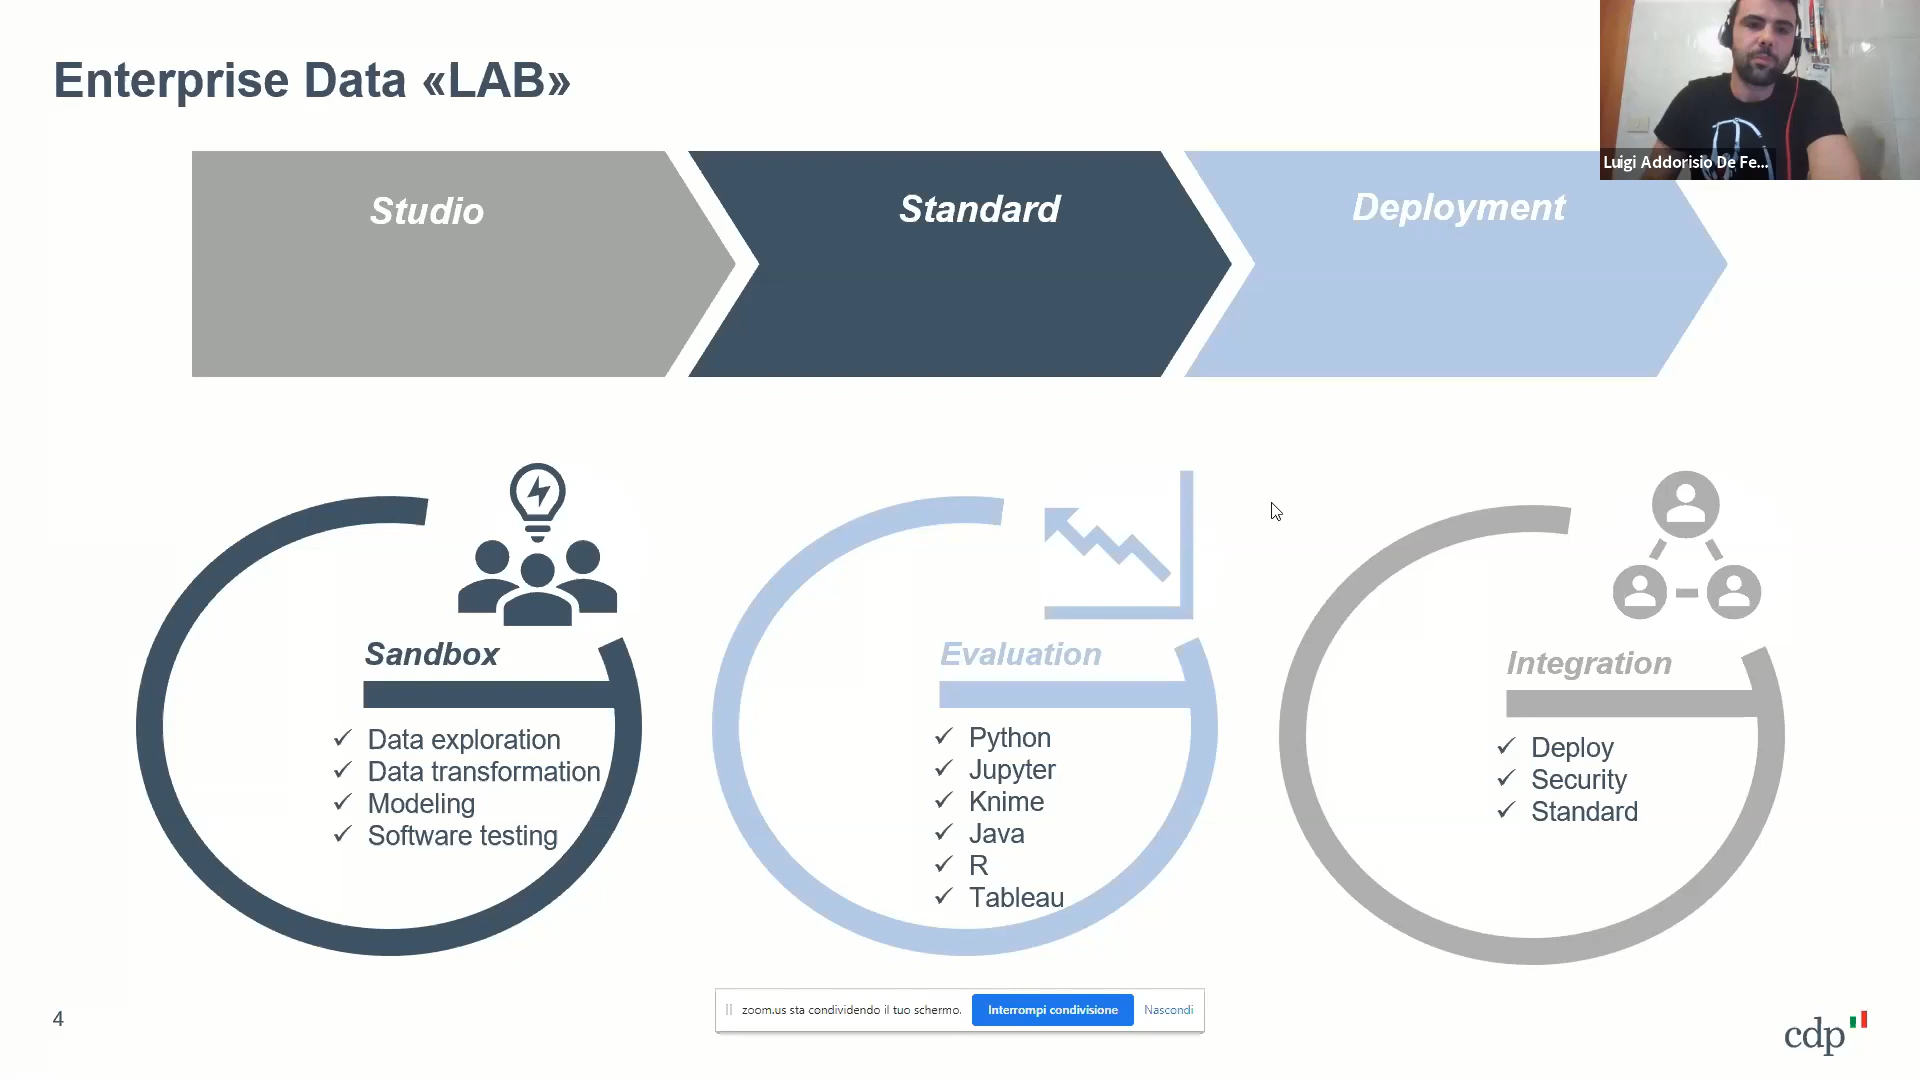 Enterprise Data «LAB»
Luigi Addorisio De Fe...
Studio
Standard
Deployment
Sandbox
✓ Data exploration
✓ Data transformation
✓ Modeling
✓ Software testing
Evaluation
✓ Python
✓ Jupyter
✓ Knime
✓ Java
✓ R
✓ Tableau
Integration
✓ Deploy
✓ Security
✓ Standard
4
zoom.us sta condividendo il tuo schermo.
Interrompi condivisione
Nascondi
cdp